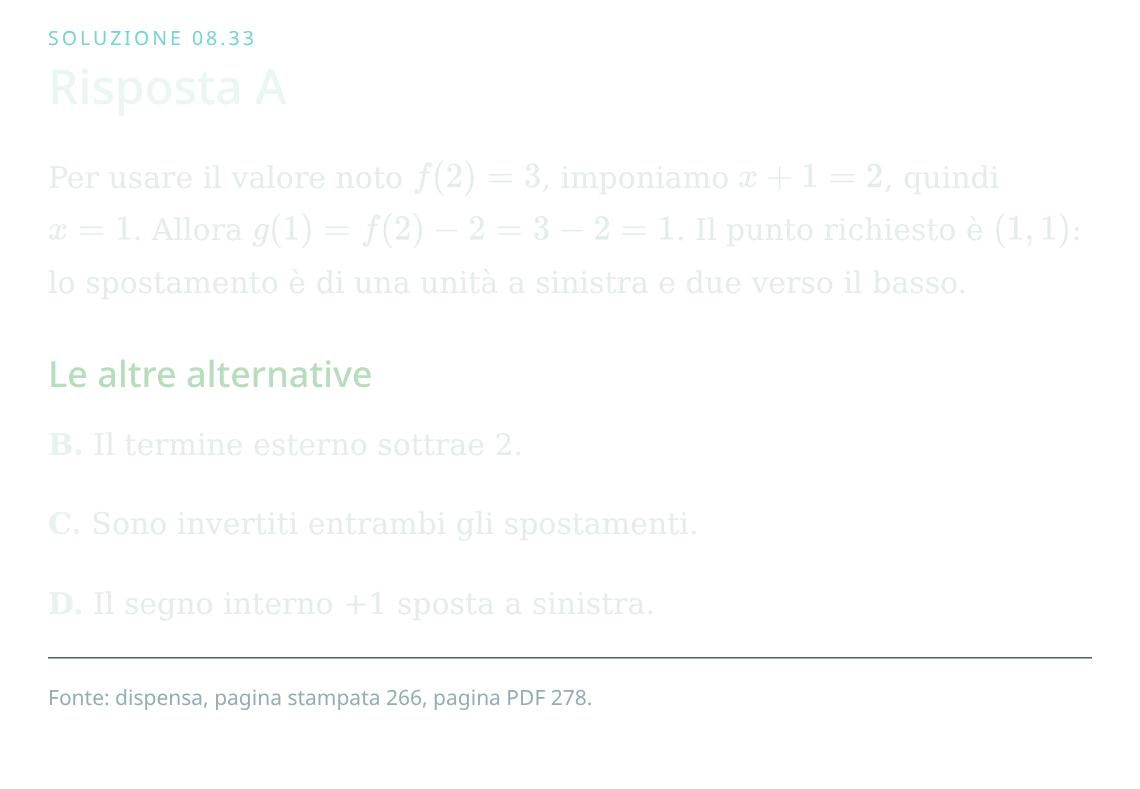 SOLUZIONE 08.33
Risposta A
Per usare il valore noto f(2) = 3, imponiamo x + 1 = 2, quindi
x = 1. Allora g(1) = f(2) − 2 = 3 − 2 = 1. Il punto richiesto è (1, 1):
lo spostamento è di una unità a sinistra e due verso il basso.
Le altre alternative
B. Il termine esterno sottrae 2.
C. Sono invertiti entrambi gli spostamenti.
D. Il segno interno +1 sposta a sinistra.
Fonte: dispensa, pagina stampata 266, pagina PDF 278.